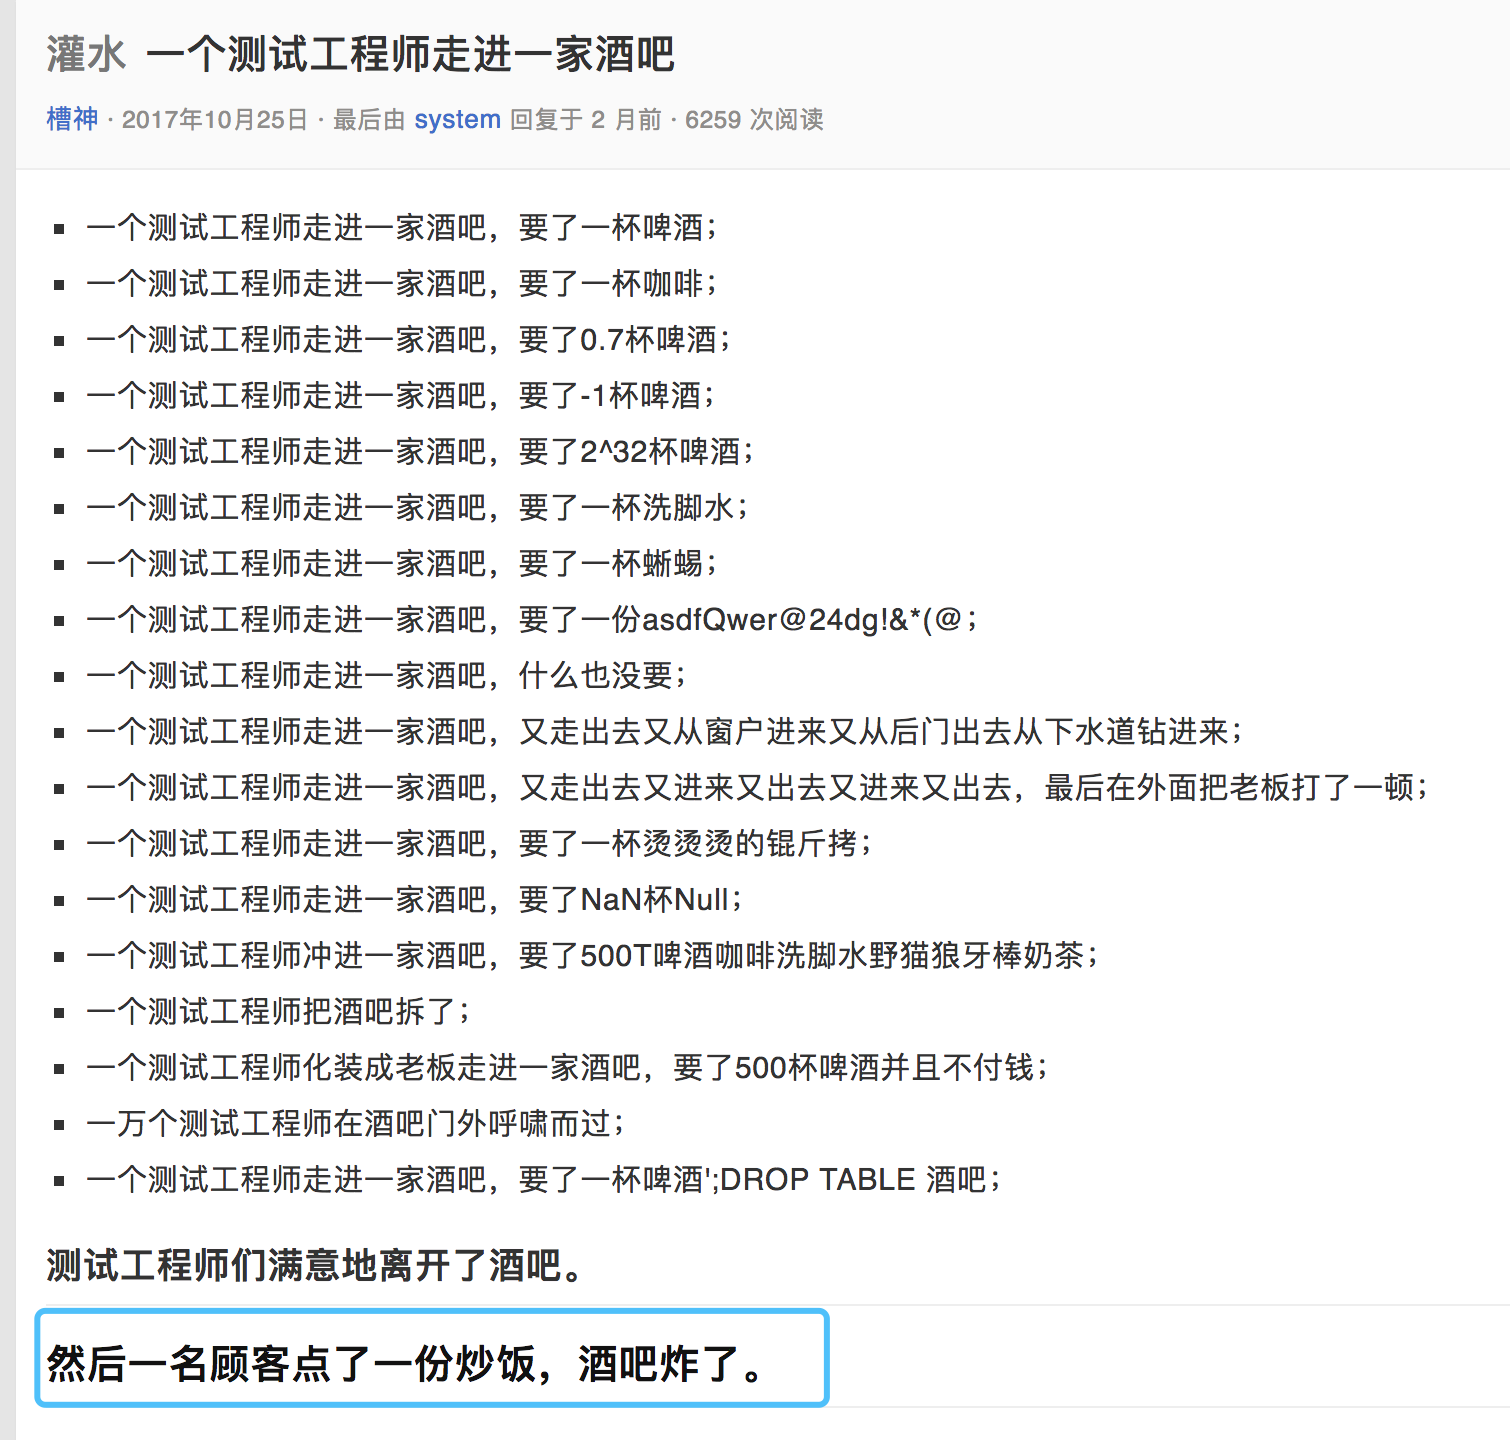 灌水 一个测试工程师走进一家酒吧
槽神 · 2017年10月25日 · 最后由 system 回复于 2 月前 · 6259 次阅读
一个测试工程师走进一家酒吧，要了一杯啤酒；
一个测试工程师走进一家酒吧，要了一杯咖啡；
一个测试工程师走进一家酒吧，要了0.7杯啤酒；
一个测试工程师走进一家酒吧，要了-1杯啤酒；
一个测试工程师走进一家酒吧，要了2^32杯啤酒；
一个测试工程师走进一家酒吧，要了一杯洗脚水；
一个测试工程师走进一家酒吧，要了一杯蜥蜴；
一个测试工程师走进一家酒吧，要了一份asdfQwer@24dg!&*(@；
一个测试工程师走进一家酒吧，什么也没要；
一个测试工程师走进一家酒吧，又走出去又从窗户进来又从后门出去从下水道钻进来；
一个测试工程师走进一家酒吧，又走出去又进来又出去又进来又出去，最后在外面把老板打了一顿；
一个测试工程师走进一家酒吧，要了一杯烫烫烫的锟斤拷；
一个测试工程师走进一家酒吧，要了NaN杯Null；
一个测试工程师冲进一家酒吧，要了500T啤酒咖啡洗脚水野猫狼牙棒奶茶；
一个测试工程师把酒吧拆了；
一个测试工程师化装成老板走进一家酒吧，要了500杯啤酒并且不付钱；
一万个测试工程师在酒吧门外呼啸而过；
一个测试工程师走进一家酒吧，要了一杯啤酒';DROP TABLE 酒吧；
测试工程师们满意地离开了酒吧。
然后一名顾客点了一份炒饭，酒吧炸了。